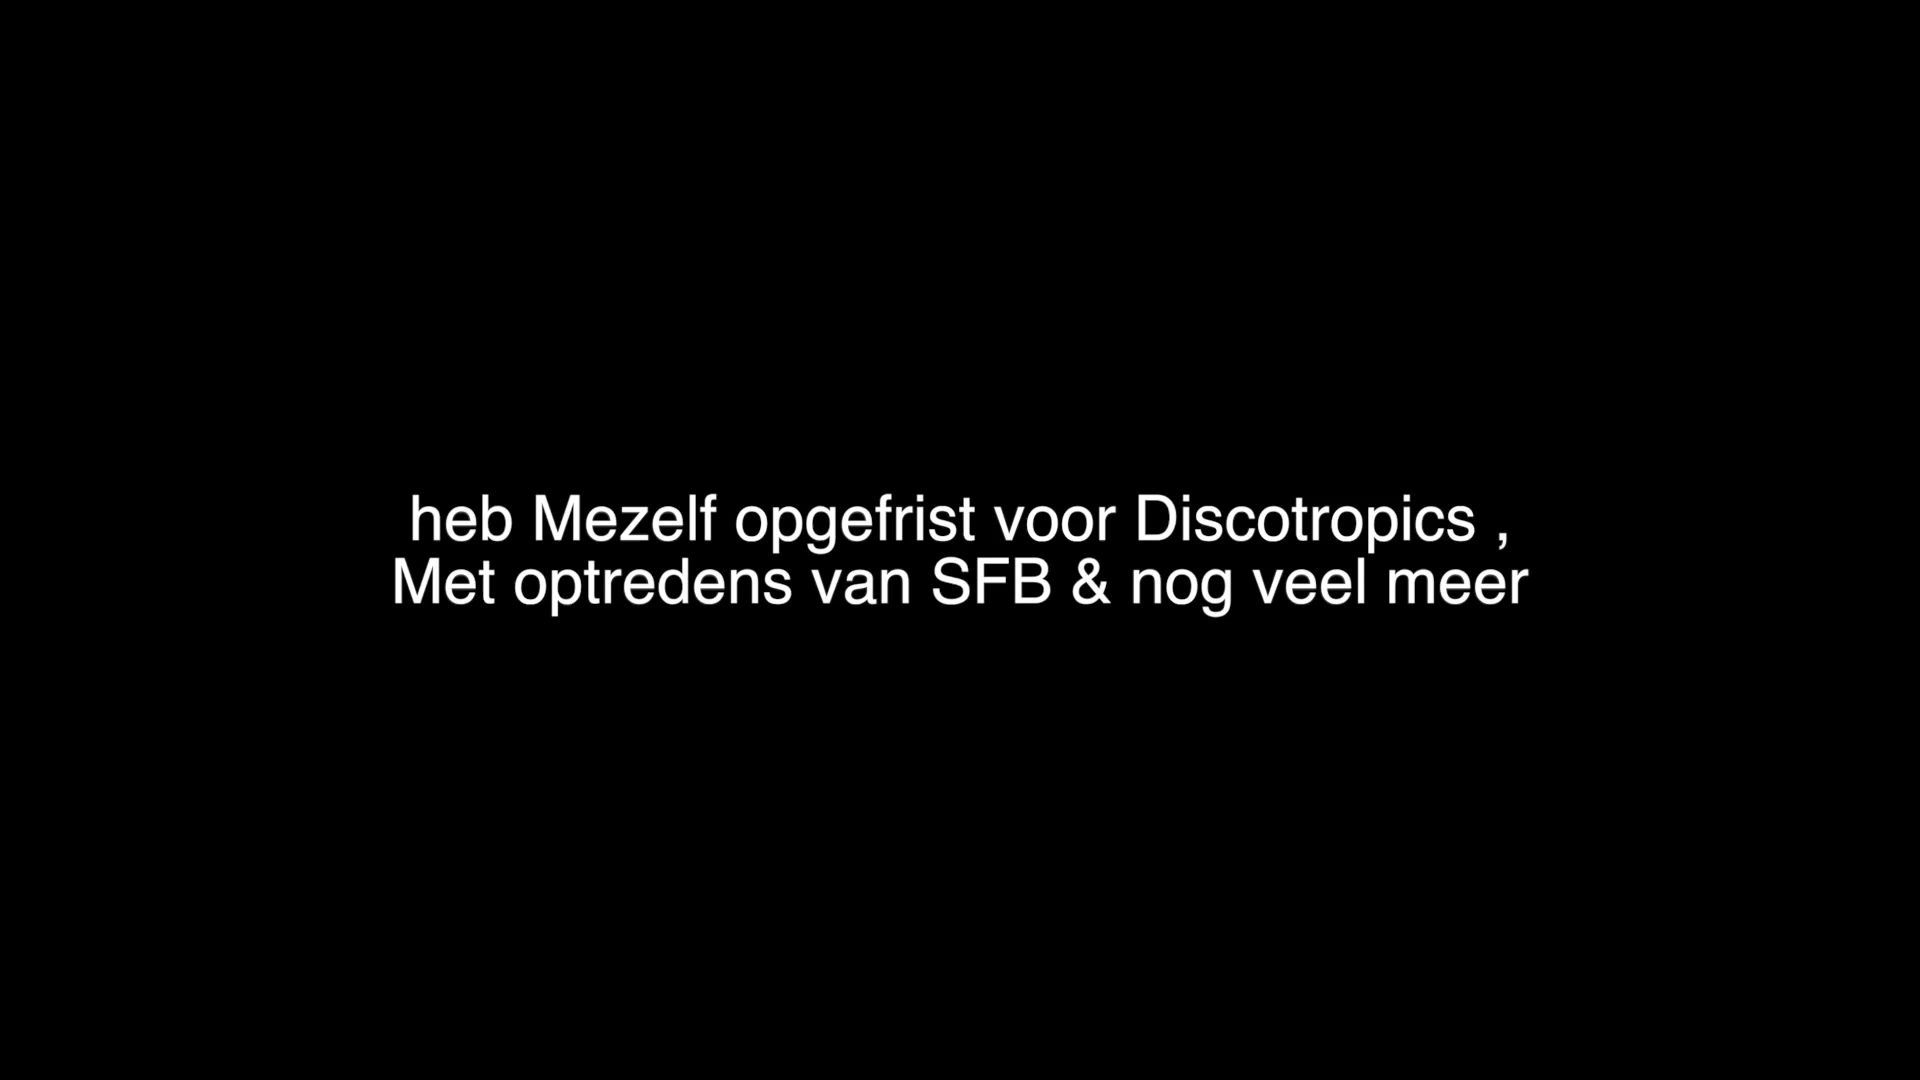 heb Mezelf opgefrist voor Discotropics ,
Met optredens van SFB & nog veel meer